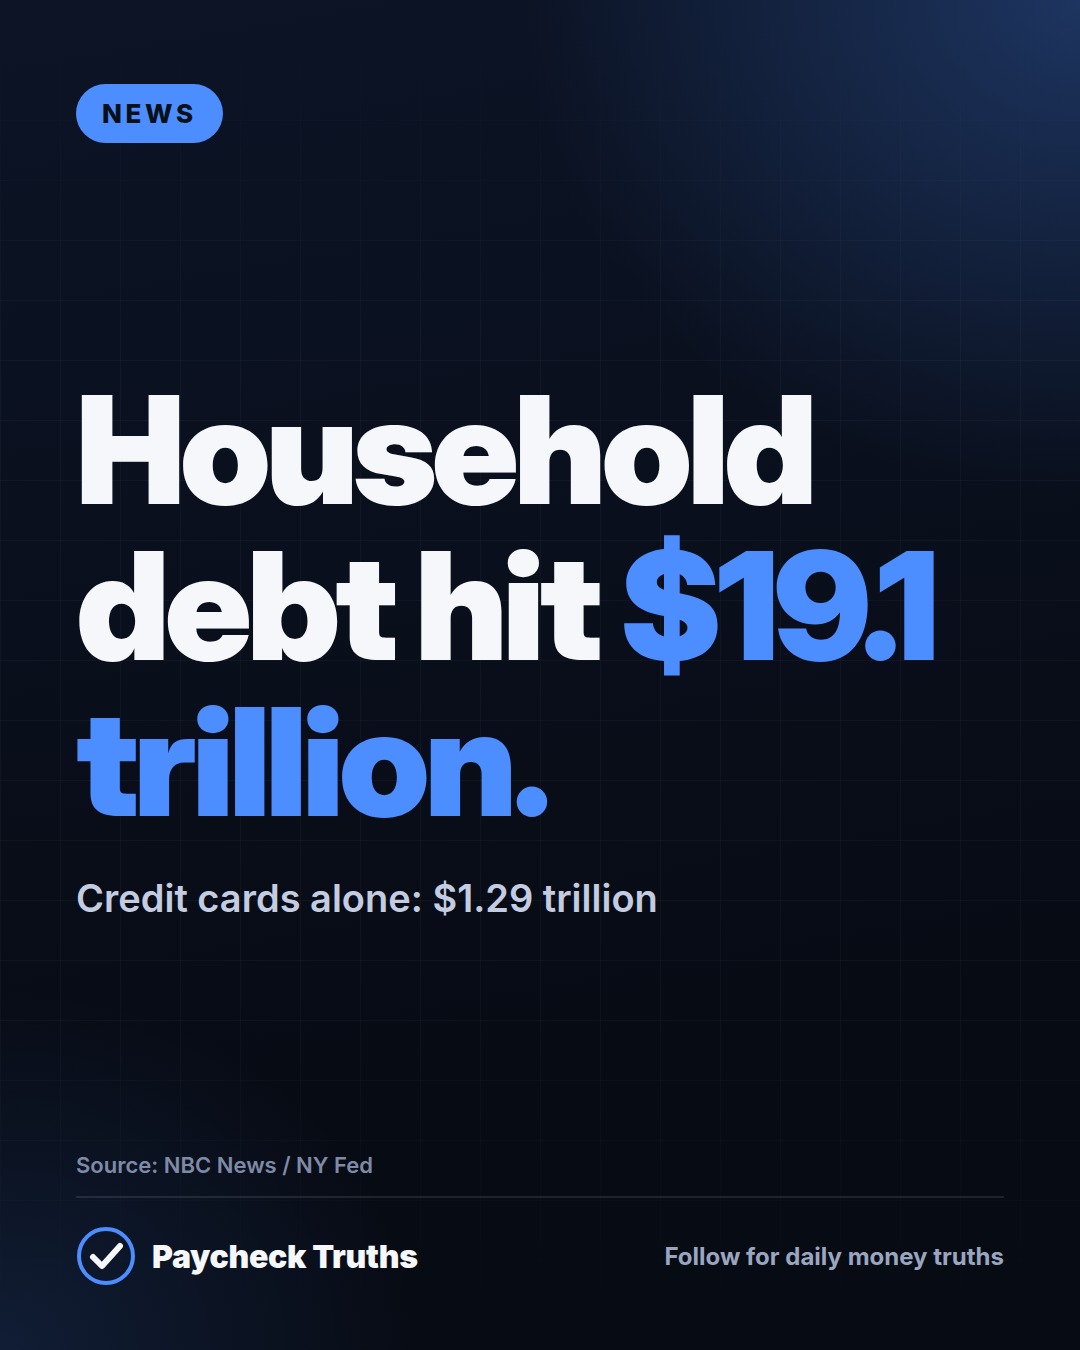 NEWS
Household
debt hit $19.1
trillion.
Credit cards alone: $1.29 trillion
Source: NBC News / NY Fed
Paycheck Truths
Follow for daily money truths